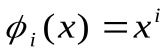 ϕᵢ(x) = xⁱ